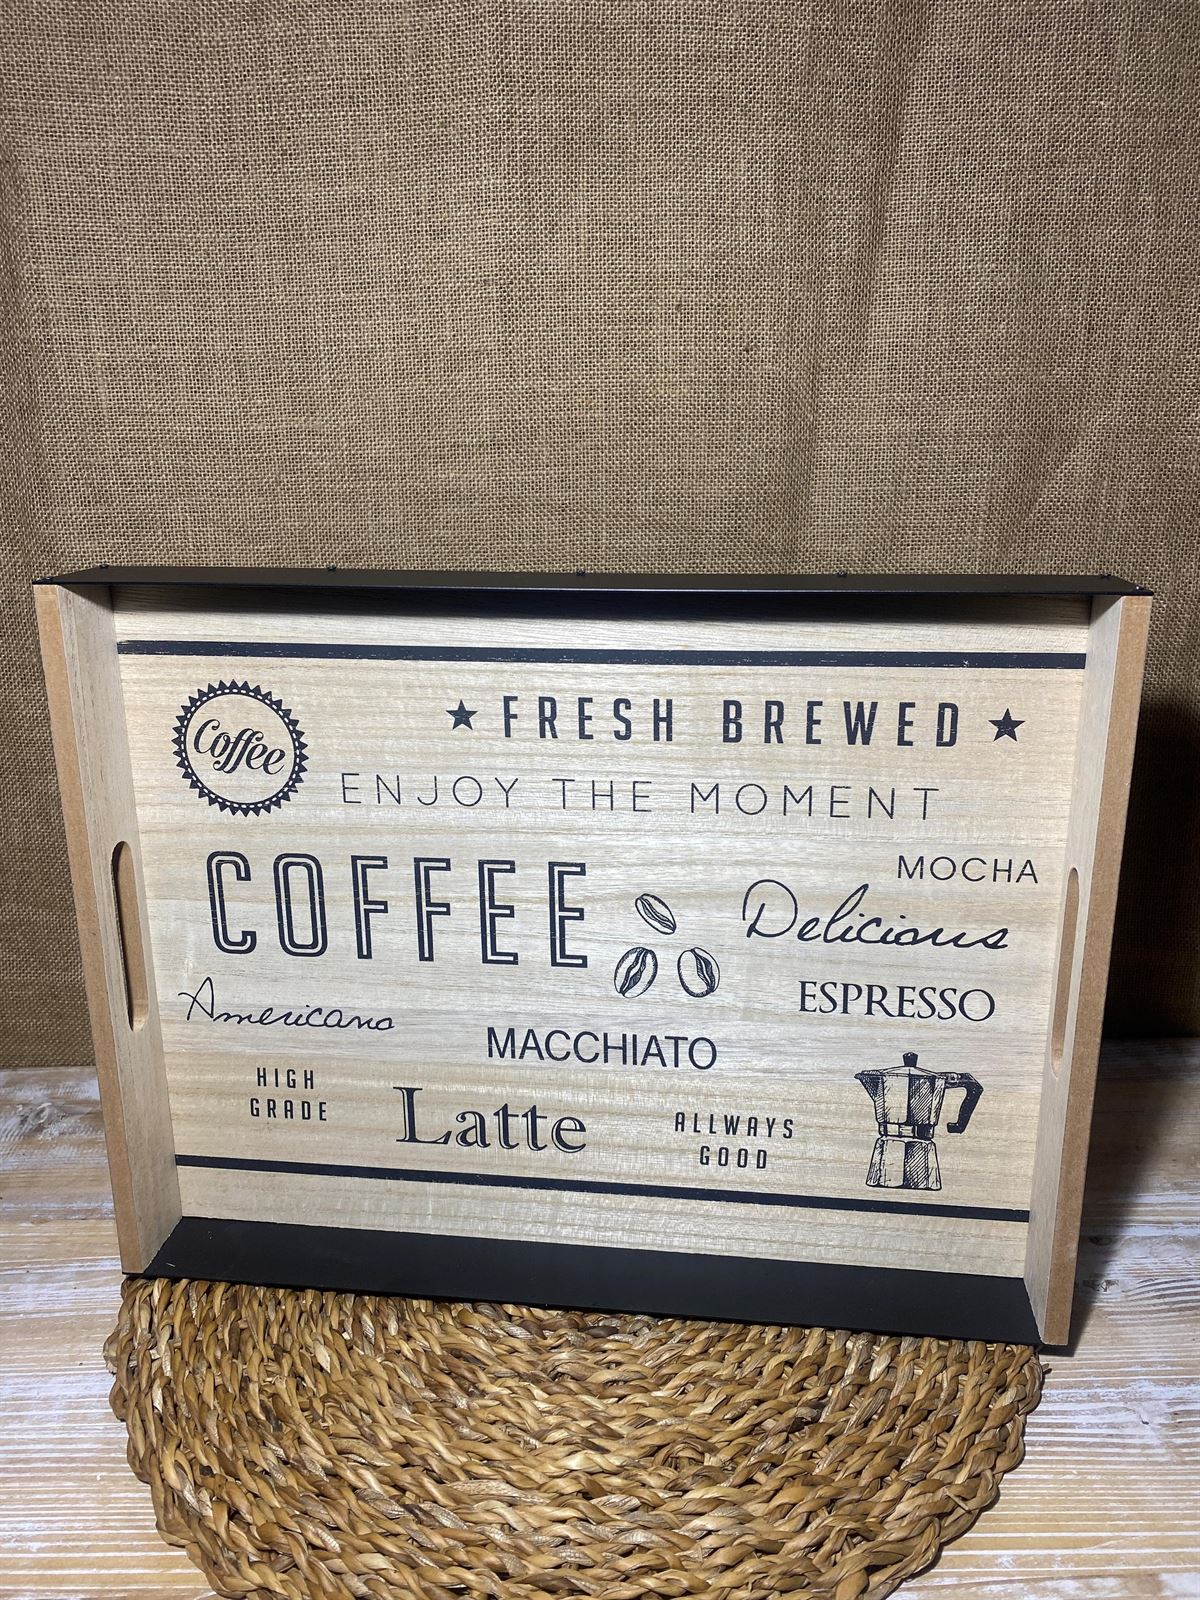 Coffee
FRESH BREWED
ENJOY THE MOMENT
COFFEE
MOCHA
Delicious
ESPRESSO
Americano
MACCHIATO
HIGH
GRADE
Latte
ALLWAYS
GOOD